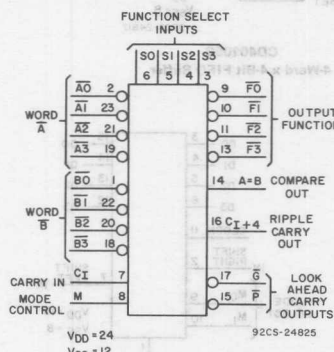 FUNCTION SELECT
INPUTS
S0 S1 S2 S3
6 5 4 3
A0 2
A1 23
A2 21
A3 19
WORD
A
B0 1
B1 22
B2 20
B3 18
WORD
B
CARRY IN CI 7
MODE
CONTROL M 8
9 F0
10 F1
11 F2
13 F3
OUTPUT
FUNCTION
14 A=B COMPARE
OUT
16 CI+4 RIPPLE
CARRY
OUT
17 G
15 P
LOOK
AHEAD
CARRY
OUTPUTS
VDD=24
92CS-24825